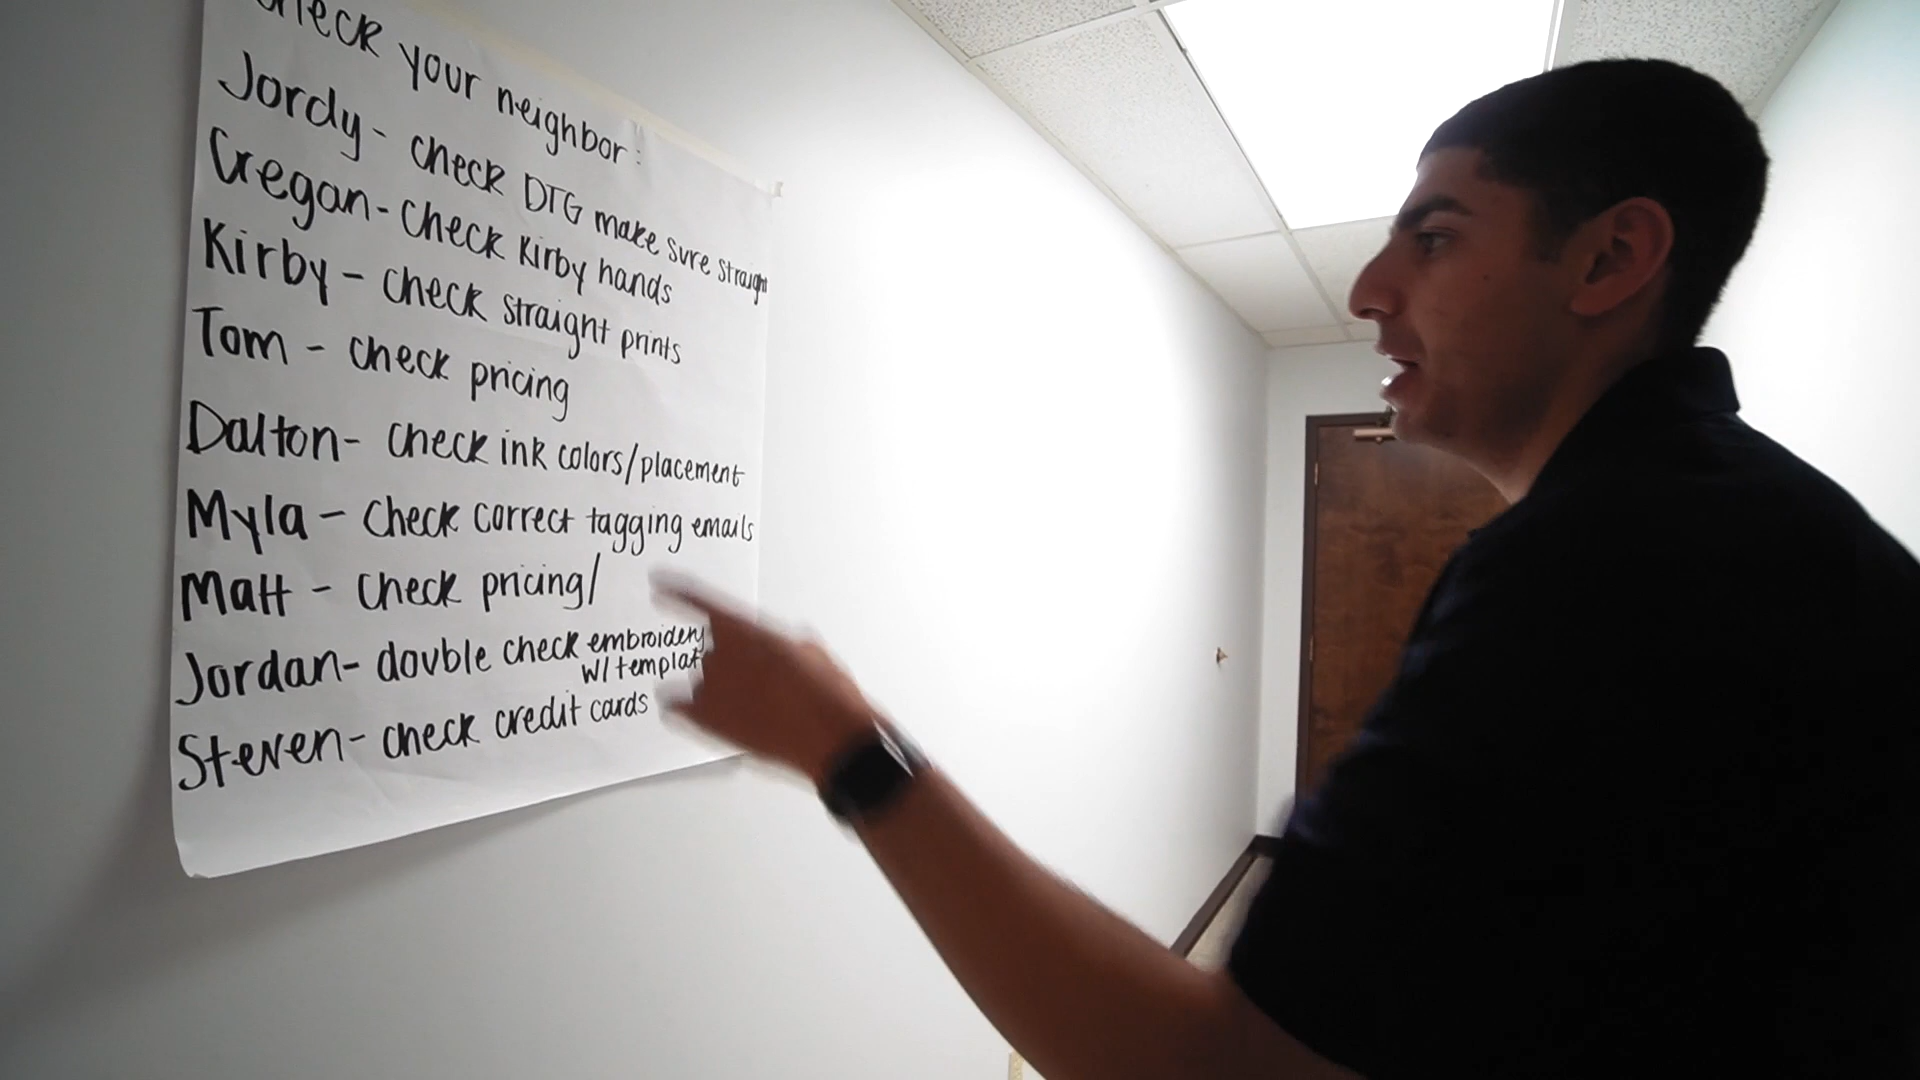 check your neighbor:
Jordy - check DTG make sure straight
Gregan - check Kirby hands
Kirby - check straight prints
Tom - check pricing
Dalton - check ink colors/placement
Myla - check correct tagging emails
Matt - check pricing/
Jordan - double check embroidery
w/ templat
Steven - check credit cards